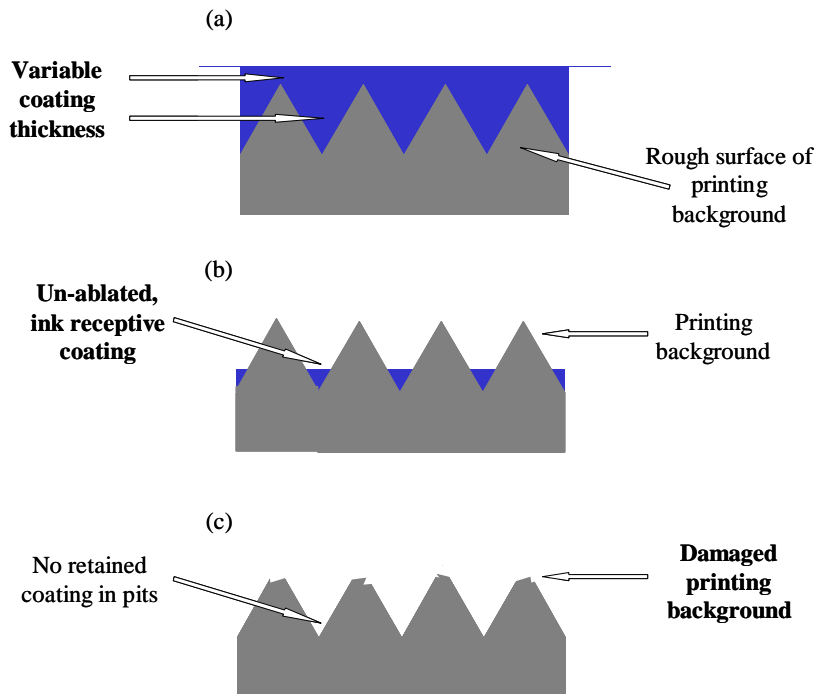 (a)
Variable
coating
thickness
Rough surface of
printing
background
(b)
Un-ablated,
ink receptive
coating
Printing
background
(c)
No retained
coating in pits
Damaged
printing
background